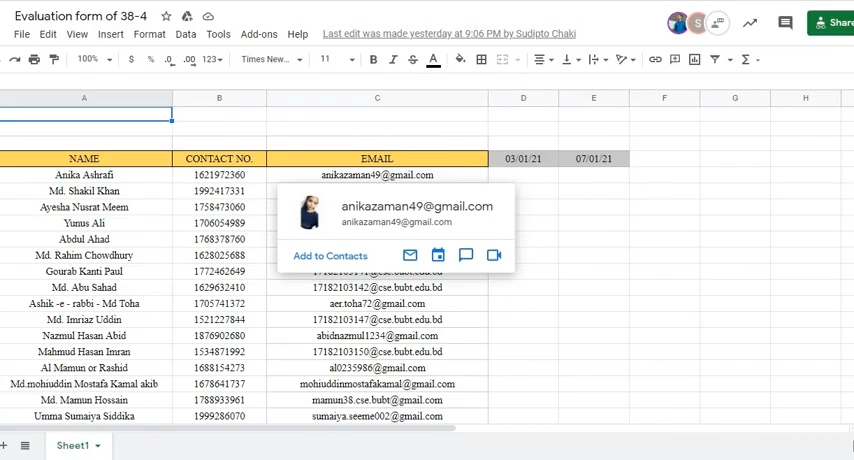 Evaluation form of 38-4
File Edit View Insert Format Data Tools Add-ons Help Last edit was made yesterday at 9:06 PM by Sudipto Chaki
S Share
100% $ % .0 .00 123 Times New... 11 B I S A
A B C D E F G H
NAME CONTACT NO. EMAIL 03/01/21 07/01/21
Anika Ashrafi 1621972360 anikazaman49@gmail.com
Md. Shakil Khan 1992417331
Ayesha Nusrat Meem 1758473060
anikazaman49@gmail.com
anikazaman49@gmail.com
Yunus Ali 1706054989
Abdul Ahad 1768378760
Md. Rahim Chowdhury 1628025688
Add to Contacts
Gourab Kanti Paul 1772462649 17182103171@cse.bubt.edu.bd
Md. Abu Sahad 1629632410 17182103142@cse.bubt.edu.bd
Ashik -e - rabbi - Md Toha 1705741372 aer.toha72@gmail.com
Md. Imriaz Uddin 1521227844 17182103147@cse.bubt.edu.bd
Nazmul Hasan Abid 1876902680 abidnazmul1234@gmail.com
Mahmud Hasan Imran 1534871992 17182103150@cse.bubt.edu.bd
Al Mamun or Rashid 1688154273 al0235986@gmail.com
Md.mohiuddin Mostafa Kamal akib 1678641737 mohiuddinmostafakamal@gmail.com
Md. Mamun Hossain 1788933961 mamun38.cse.bubt@gmail.com
Umma Sumaiya Siddika 1999286070 sumaiya.seeme002@gmail.com
Sheet1